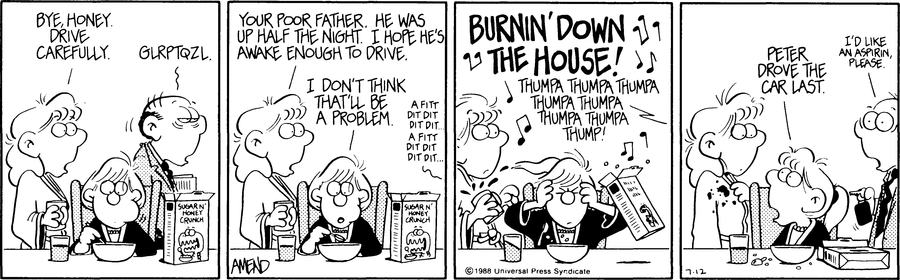 BYE, HONEY.
DRIVE
CAREFULLY.
GLRPTQZL.
SUGAR N'
HONEY
CRUNCH
YOUR POOR FATHER. HE WAS
UP HALF THE NIGHT. I HOPE HE'S
AWAKE ENOUGH TO DRIVE.
I DON'T THINK
THAT'LL BE
A PROBLEM.
A FITT
DIT DIT
DIT DIT...
A FITT
DIT DIT
DIT DIT...
SUGAR N'
HONEY
CRUNCH
AMEND
BURNIN' DOWN
THE HOUSE!
THUMPA THUMPA THUMPA
THUMPA THUMPA
THUMPA THUMPA
THUMP!
©1988 Universal Press Syndicate
PETER
DROVE THE
CAR LAST.
I'D LIKE
AN ASPIRIN,
PLEASE.
7-12